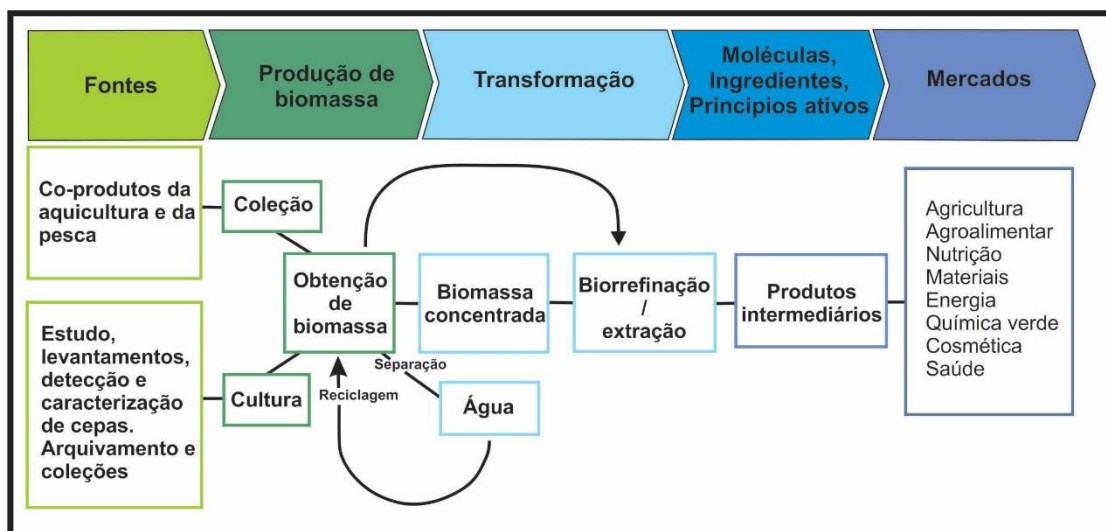 Fontes
Produção de
biomassa
Transformação
Moléculas,
Ingredientes,
Principios ativos
Mercados
Co-produtos da
aquicultura e da
pesca
Coleção
Estudo,
levantamentos,
detecção e
caracterização
de cepas.
Arquivamento e
coleções
Cultura
Obtenção
de
biomassa
Separação
Reciclagem
Água
Biomassa
concentrada
Biorrefinação
/
extração
Produtos
intermediários
Agricultura
Agroalimentar
Nutrição
Materiais
Energia
Química verde
Cosmética
Saúde